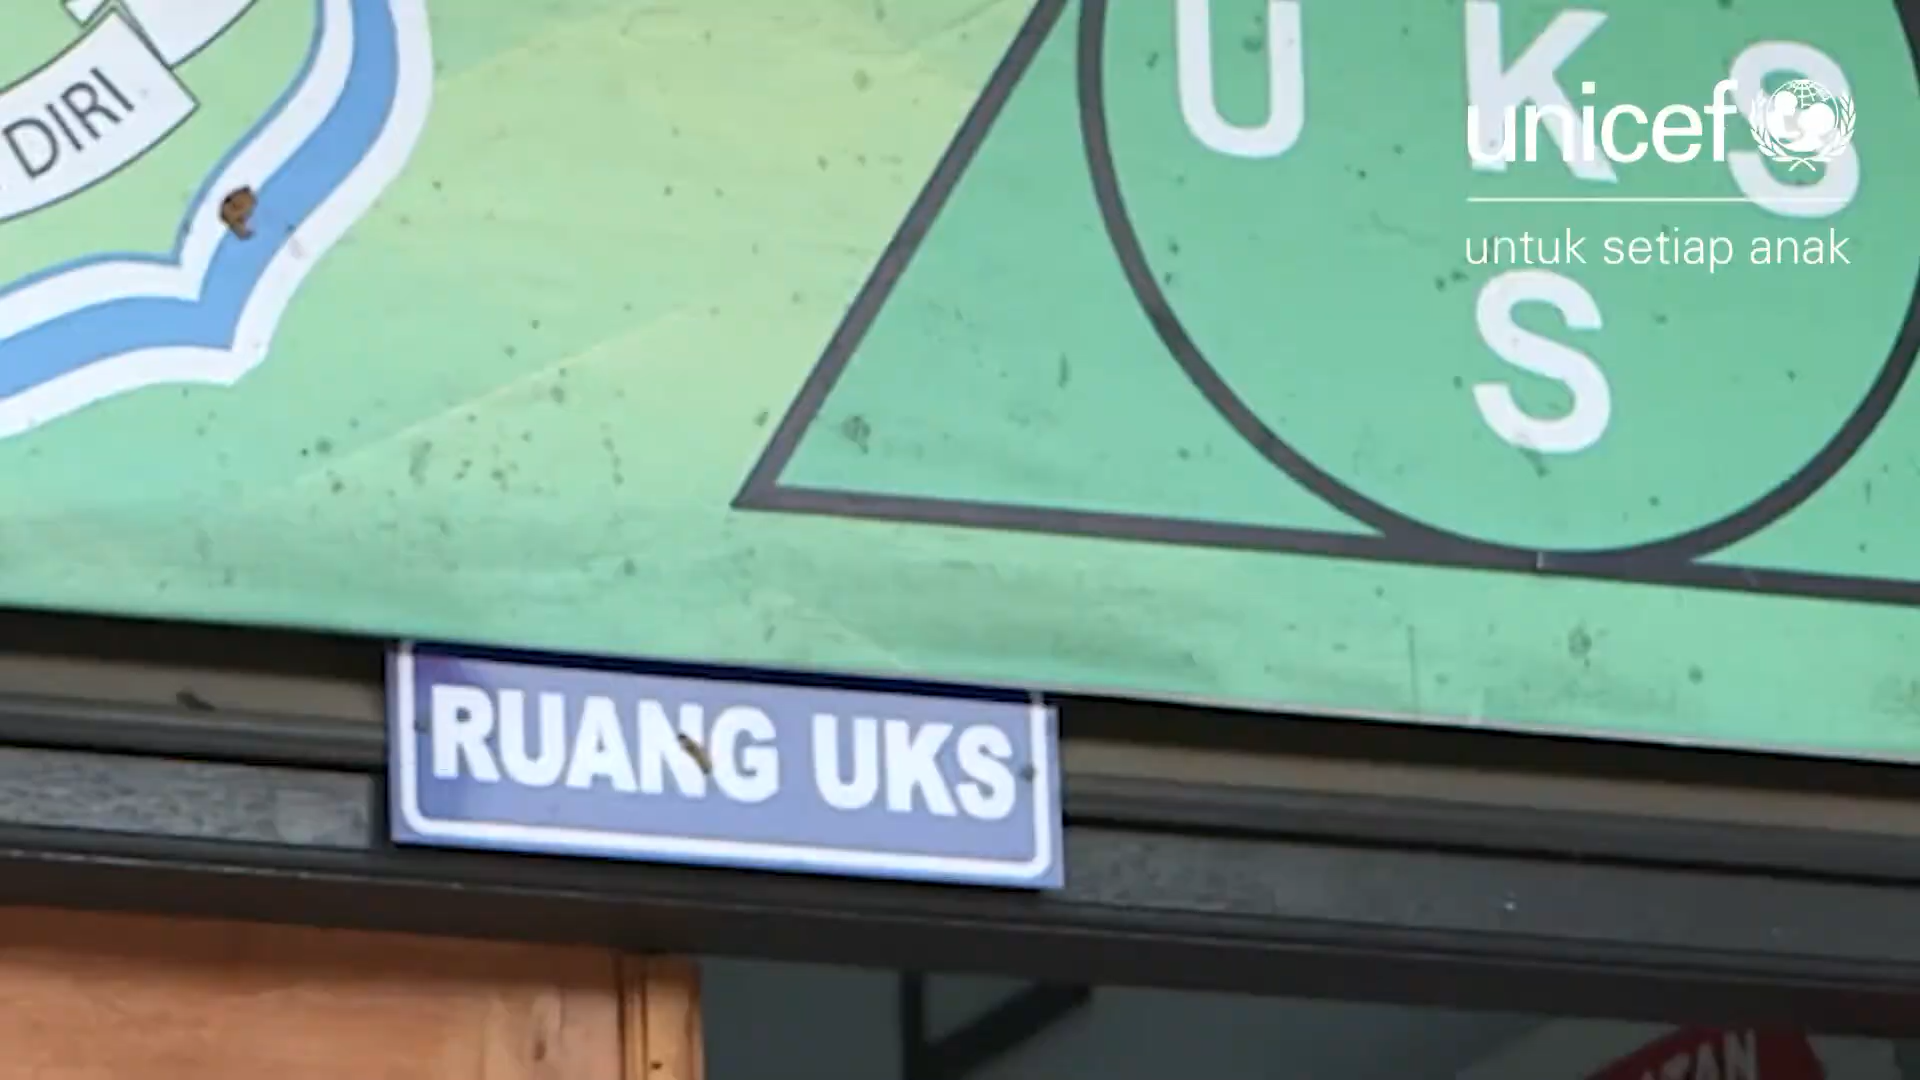 DIRI
U K S
S
unicef
untuk setiap anak
RUANG UKS